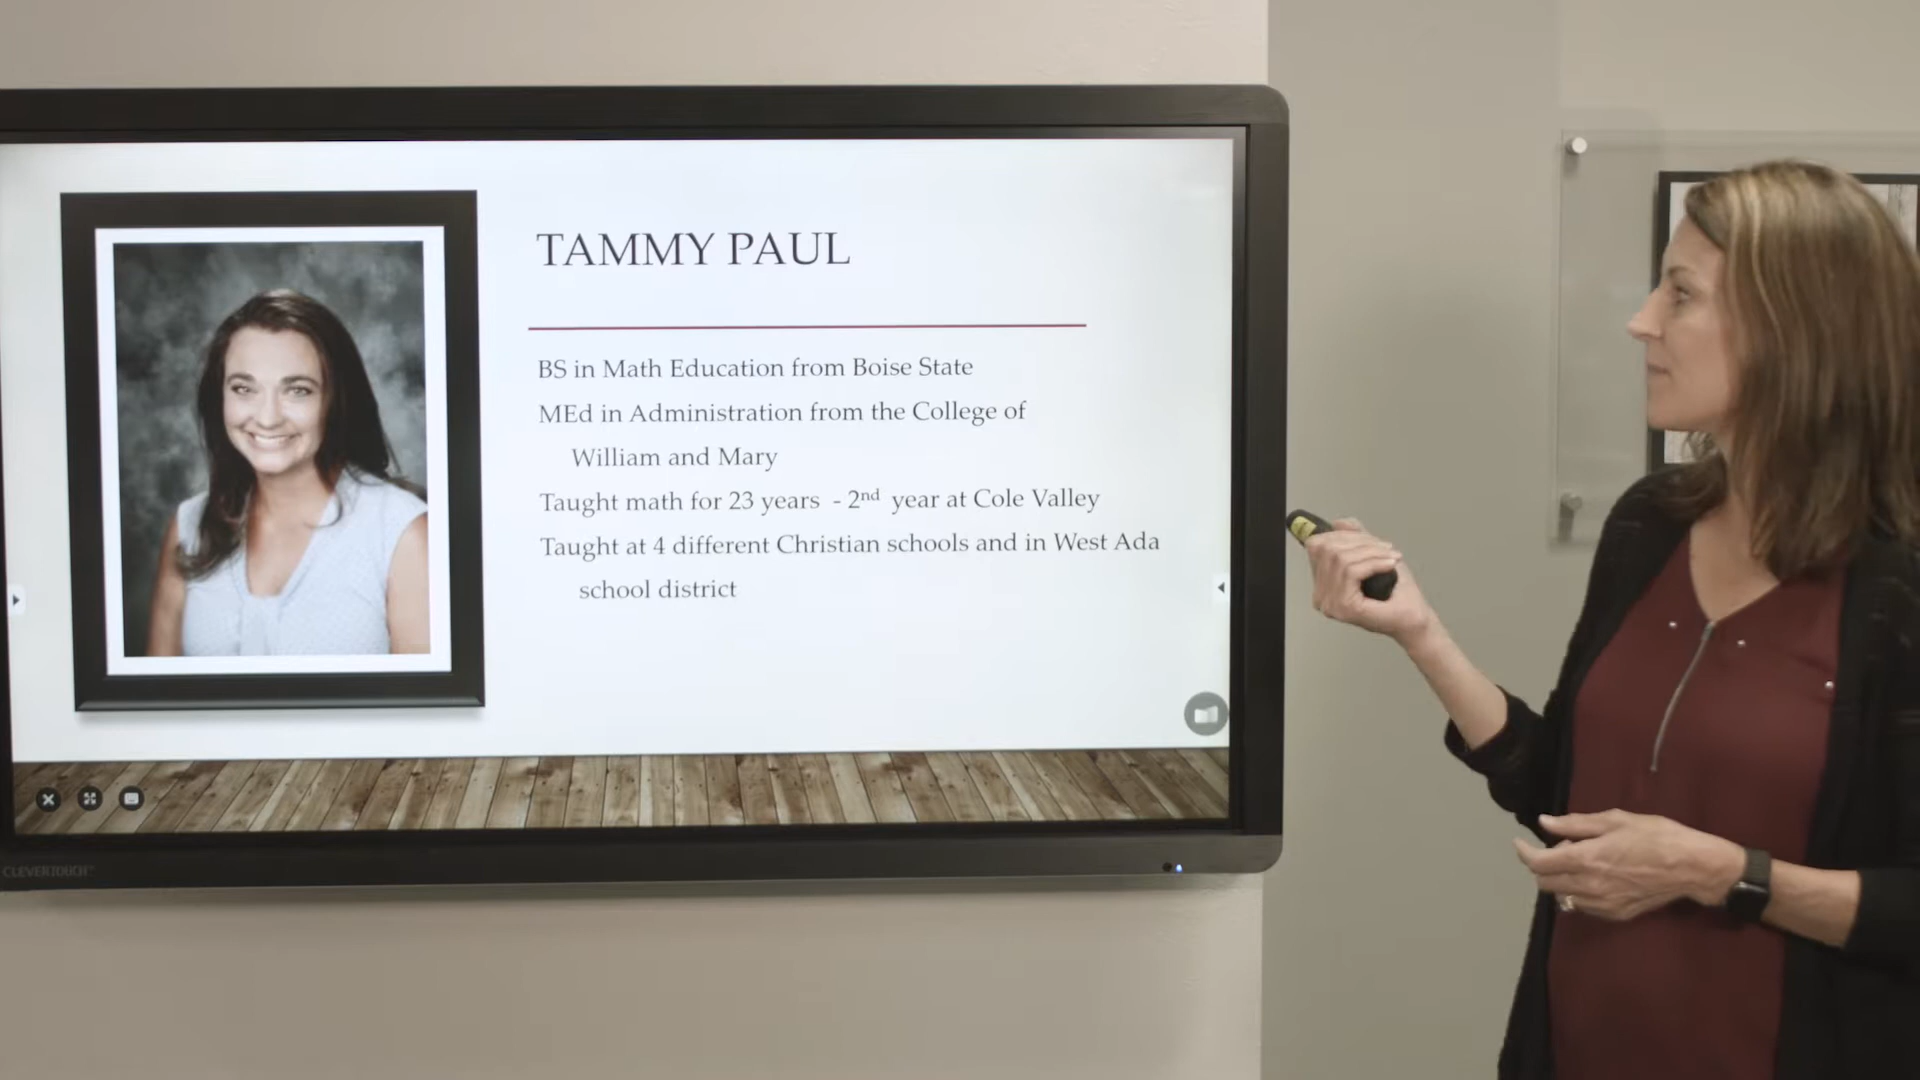 TAMMY PAUL
BS in Math Education from Boise State
MEd in Administration from the College of
William and Mary
Taught math for 23 years - 2nd year at Cole Valley
Taught at 4 different Christian schools and in West Ada
school district
CLEVERTOUCH